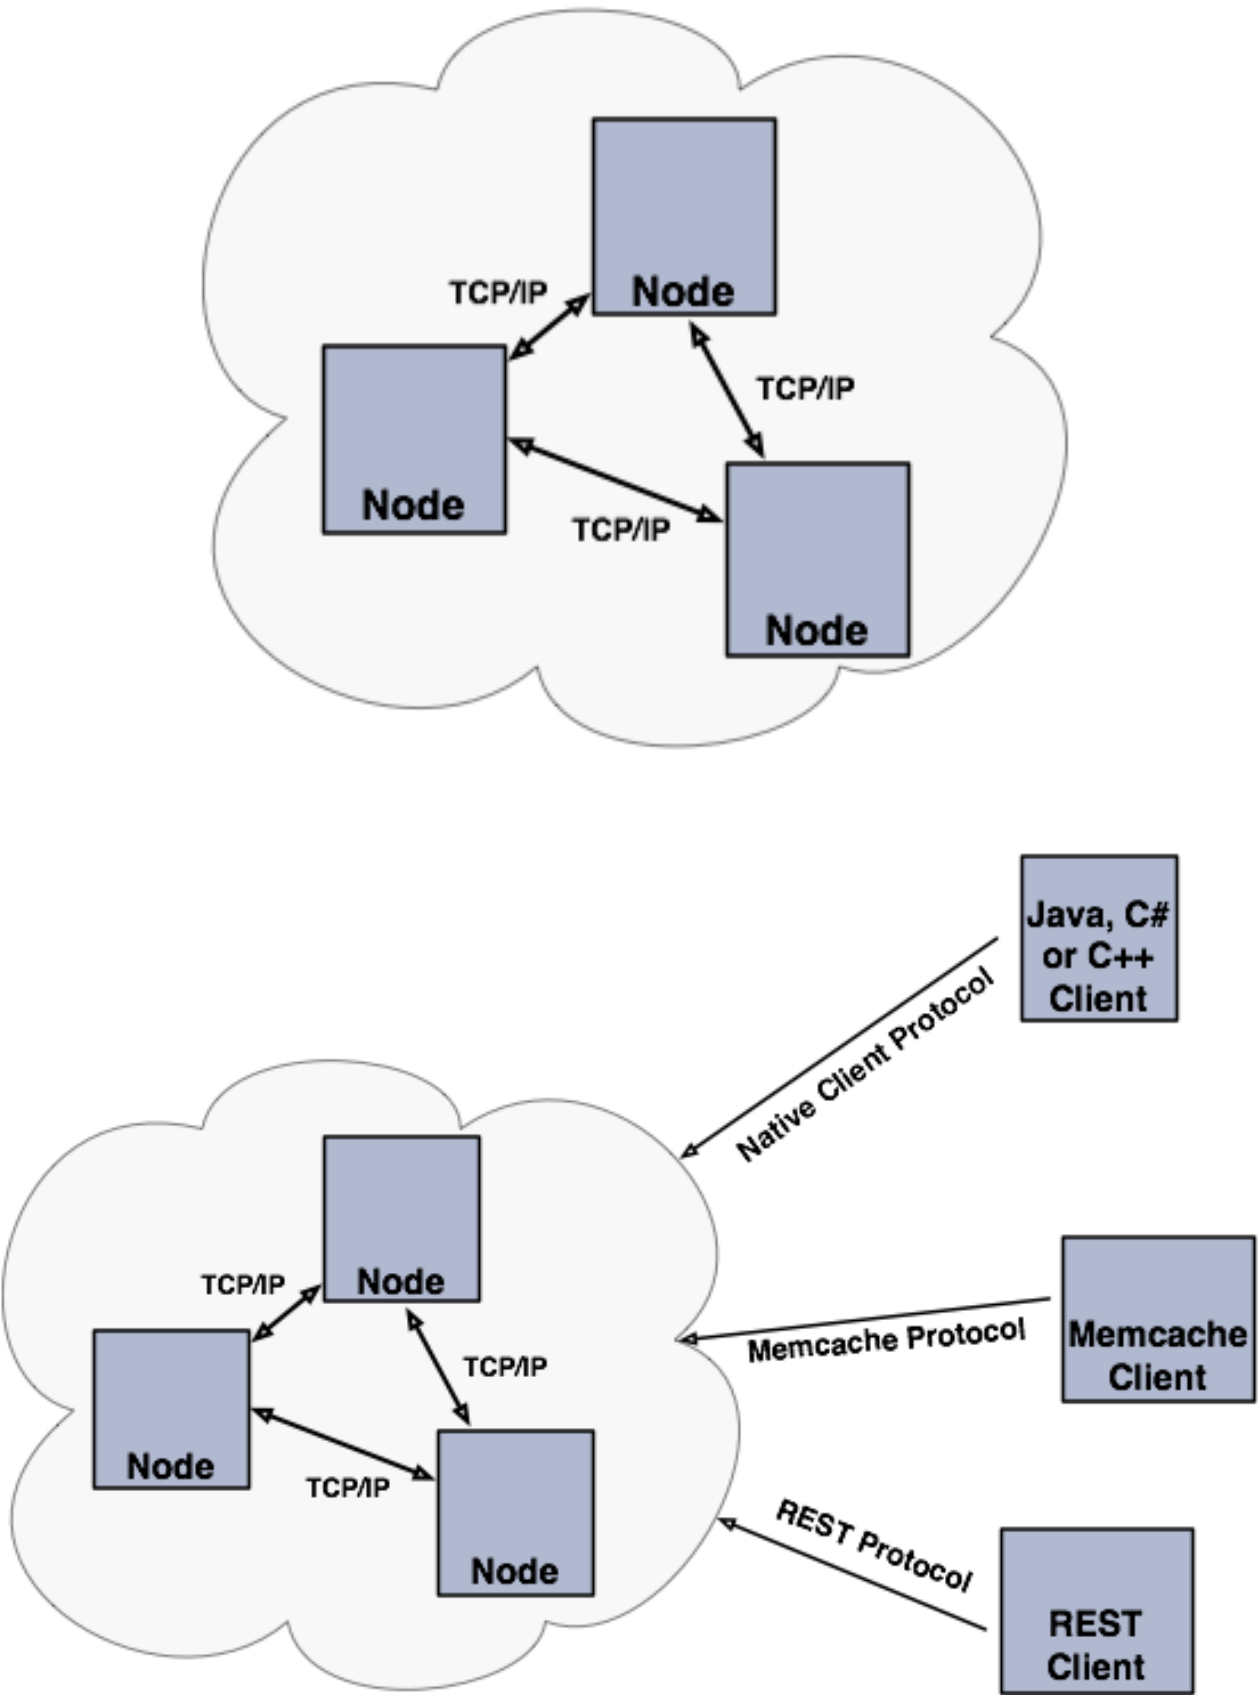 Node
TCP/IP
TCP/IP
Node
TCP/IP
Node
Java, C#
or C++
Client
Native Client Protocol
Node
TCP/IP
Memcache Protocol
Memcache
Client
TCP/IP
Node
TCP/IP
Node
REST Protocol
REST
Client